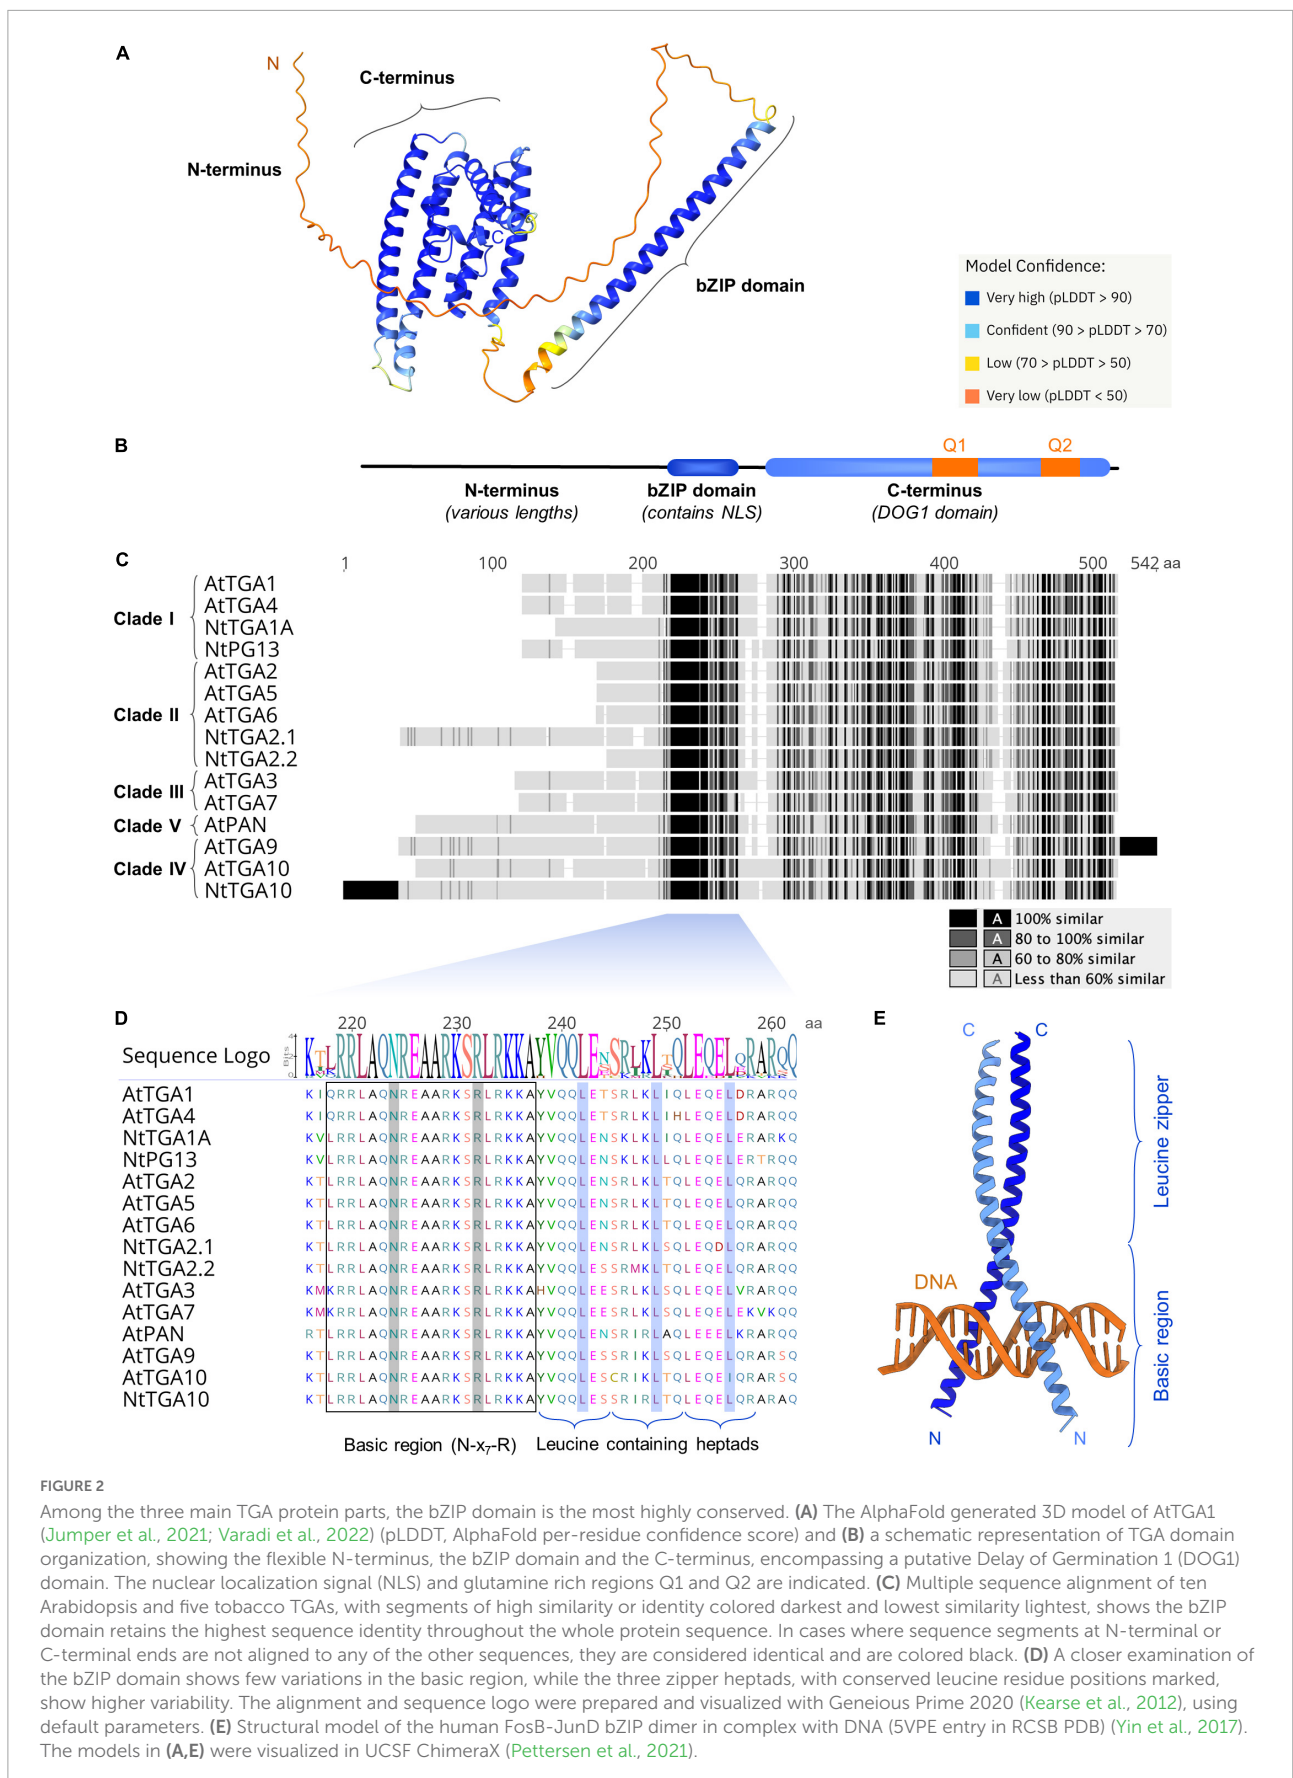 A
N
C-terminus
N-terminus
C
bZIP domain
Model Confidence:
Very high (pLDDT > 90)
Confident (90 > pLDDT > 70)
Low (70 > pLDDT > 50)
Very low (pLDDT < 50)
B
Q1 Q2
N-terminus bZIP domain C-terminus
(various lengths) (contains NLS) (DOG1 domain)
C
1 100 200 300 400 500 542 aa
Clade I
AtTGA1
AtTGA4
NtTGA1A
NtPG13
Clade II
AtTGA2
AtTGA5
AtTGA6
NtTGA2.1
NtTGA2.2
Clade III
AtTGA3
AtTGA7
Clade V AtPAN
Clade IV
AtTGA9
AtTGA10
NtTGA10
A 100% similar
A 80 to 100% similar
A 60 to 80% similar
A Less than 60% similar
D
220 230 240 250 260 aa
Sequence Logo
AtTGA1 KIQRRLAQNREAARKSRLRKKAYVQQLETSRLKLIQLEQELDRARQQ
AtTGA4 KIQRRLAQNREAARKSRLRKKAYVQQLETSRLKLIHLEQELDRARQQ
NtTGA1A KVLRRLAQNREAARKSRLRKKAYVQQLENSKLKLIQLEQELERARKQ
NtPG13 KVLRRLAQNREAARKSRLRKKAYVQQLENSKLKLLQLEQELERTRQQ
AtTGA2 KTLRRLAQNREAARKSRLRKKAYVQQLENSRLKLTQLEQELQRARQQ
AtTGA5 KTLRRLAQNREAARKSRLRKKAYVQQLENSRLKLTQLEQELQRARQQ
AtTGA6 KTLRRLAQNREAARKSRLRKKAYVQQLENSRLKLTQLEQELQRARQQ
NtTGA2.1 KTLRRLAQNREAARKSRLRKKAYVQQLENSRLKLSQLEQDLQRARQQ
NtTGA2.2 KTLRRLAQNREAARKSRLRKKAYVQQLESSRMKLTQLEQELQRARQQ
AtTGA3 KMKRRLAQNREAARKSRLRKKAHVQQLEESRLKLSQLEQELVRARQQ
AtTGA7 KMKRRLAQNREAARKSRLRKKAYVQQLEESRLKLSQLEQELEKVKQQ
AtPAN RTLRRLAQNREAARKSRLRKKAYVQQLENSRIRLAQLEEELKRARQQ
AtTGA9 KTLRRLAQNREAARKSRLRKKAYVQQLESSRIKLSQLEQELQRARSQ
AtTGA10 KTLRRLAQNREAARKSRLRKKAYVQQLESCRIKLTQLEQEIQRARSQ
NtTGA10 KTLRRLAQNREAARKSRLRKKAYVQQLESSRIRLTQLEQELQRARAQ
Basic region (N-x7-R) Leucine containing heptads
E
C C
Leucine zipper
DNA
Basic region
N N
FIGURE 2
Among the three main TGA protein parts, the bZIP domain is the most highly conserved. (A) The AlphaFold generated 3D model of AtTGA1
(Jumper et al., 2021; Varadi et al., 2022) (pLDDT, AlphaFold per-residue confidence score) and (B) a schematic representation of TGA domain
organization, showing the flexible N-terminus, the bZIP domain and the C-terminus, encompassing a putative Delay of Germination 1 (DOG1)
domain. The nuclear localization signal (NLS) and glutamine rich regions Q1 and Q2 are indicated. (C) Multiple sequence alignment of ten
Arabidopsis and five tobacco TGAs, with segments of high similarity or identity colored darkest and lowest similarity lightest, shows the bZIP
domain retains the highest sequence identity throughout the whole protein sequence. In cases where sequence segments at N-terminal or
C-terminal ends are not aligned to any of the other sequences, they are considered identical and are colored black. (D) A closer examination of
the bZIP domain shows few variations in the basic region, while the three zipper heptads, with conserved leucine residue positions marked,
show higher variability. The alignment and sequence logo were prepared and visualized with Geneious Prime 2020 (Kearse et al., 2012), using
default parameters. (E) Structural model of the human FosB-JunD bZIP dimer in complex with DNA (5VPE entry in RCSB PDB) (Yin et al., 2017).
The models in (A,E) were visualized in UCSF ChimeraX (Pettersen et al., 2021).